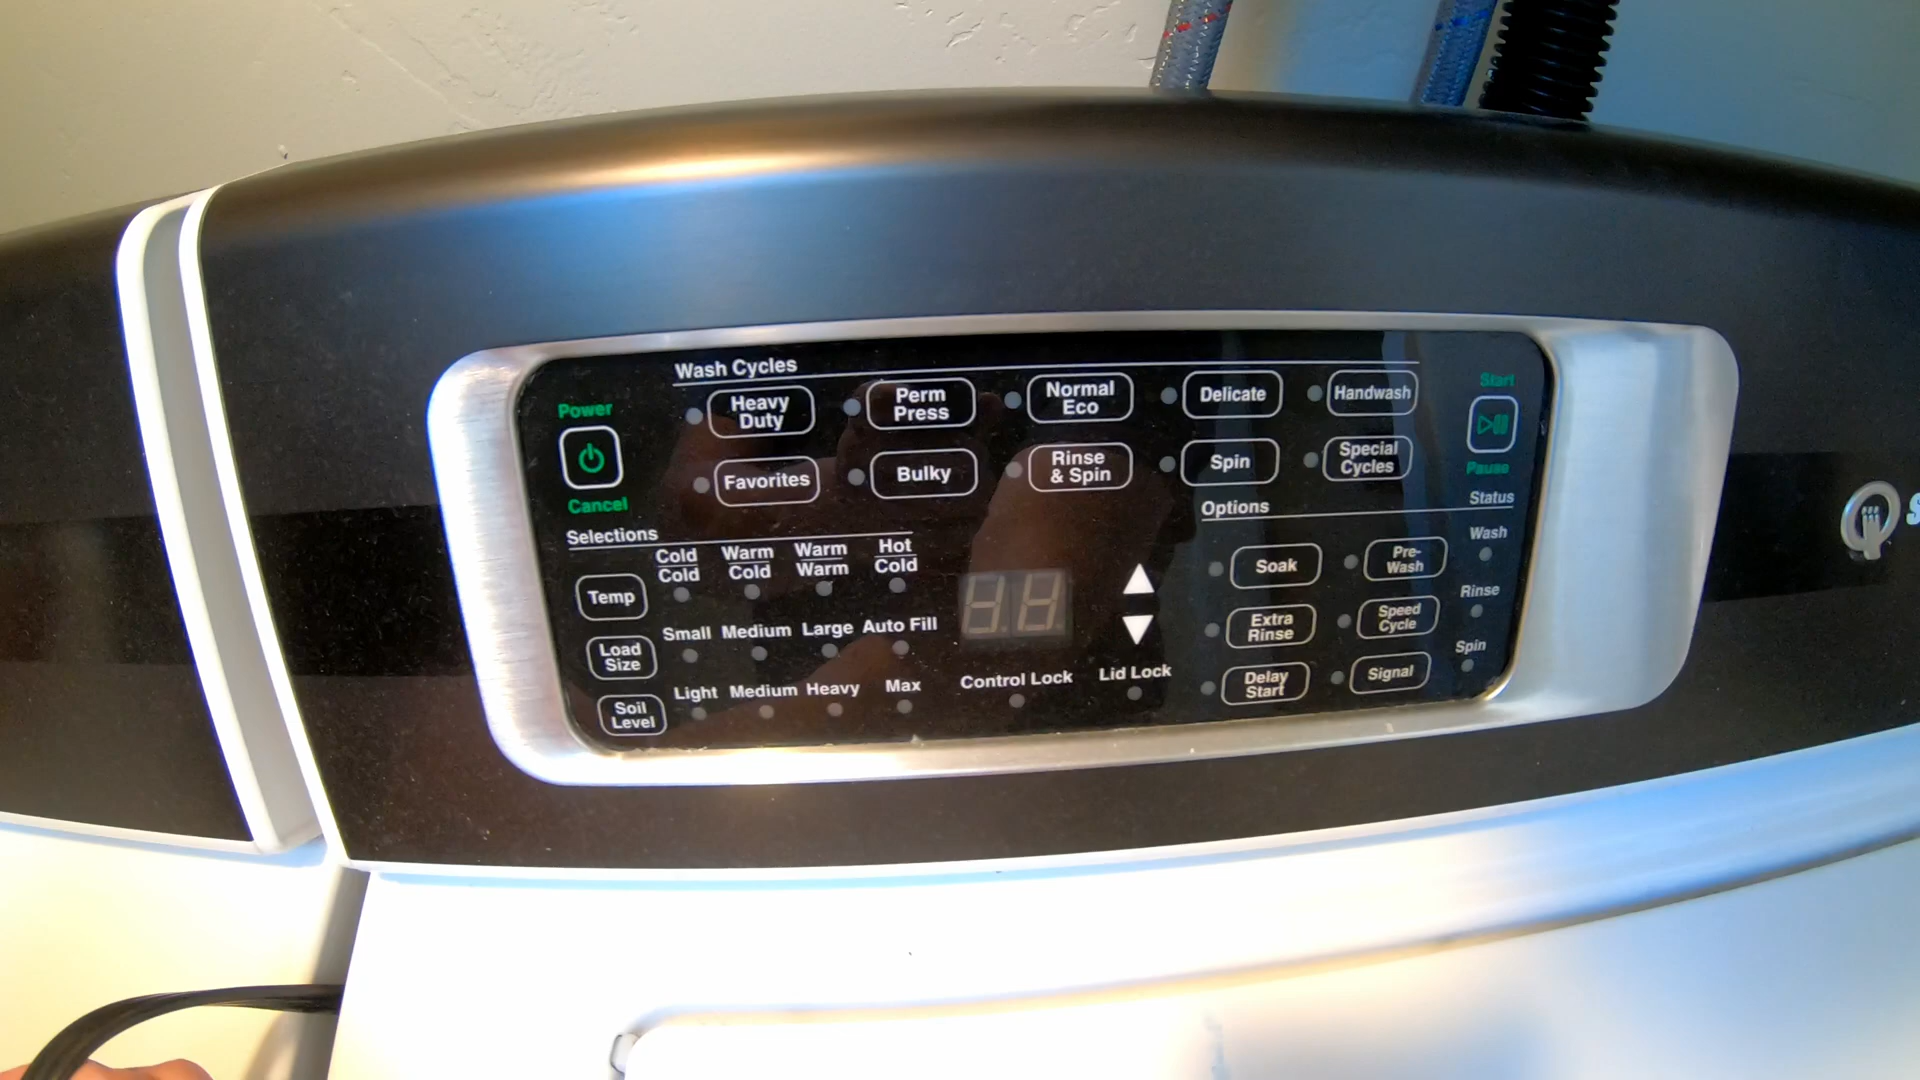 Wash Cycles
Power
Cancel
Heavy
Duty
Perm
Press
Normal
Eco
Delicate
Handwash
Start
Pause
Favorites
Bulky
Rinse
& Spin
Spin
Special
Cycles
Selections
Cold
Cold
Warm
Cold
Warm
Warm
Hot
Cold
Temp
Small Medium Large Auto Fill
Load
Size
Light Medium Heavy Max
Soil
Level
Control Lock
Lid Lock
Options
Soak
Pre-
Wash
Extra
Rinse
Speed
Cycle
Delay
Start
Signal
Status
Wash
Rinse
Spin